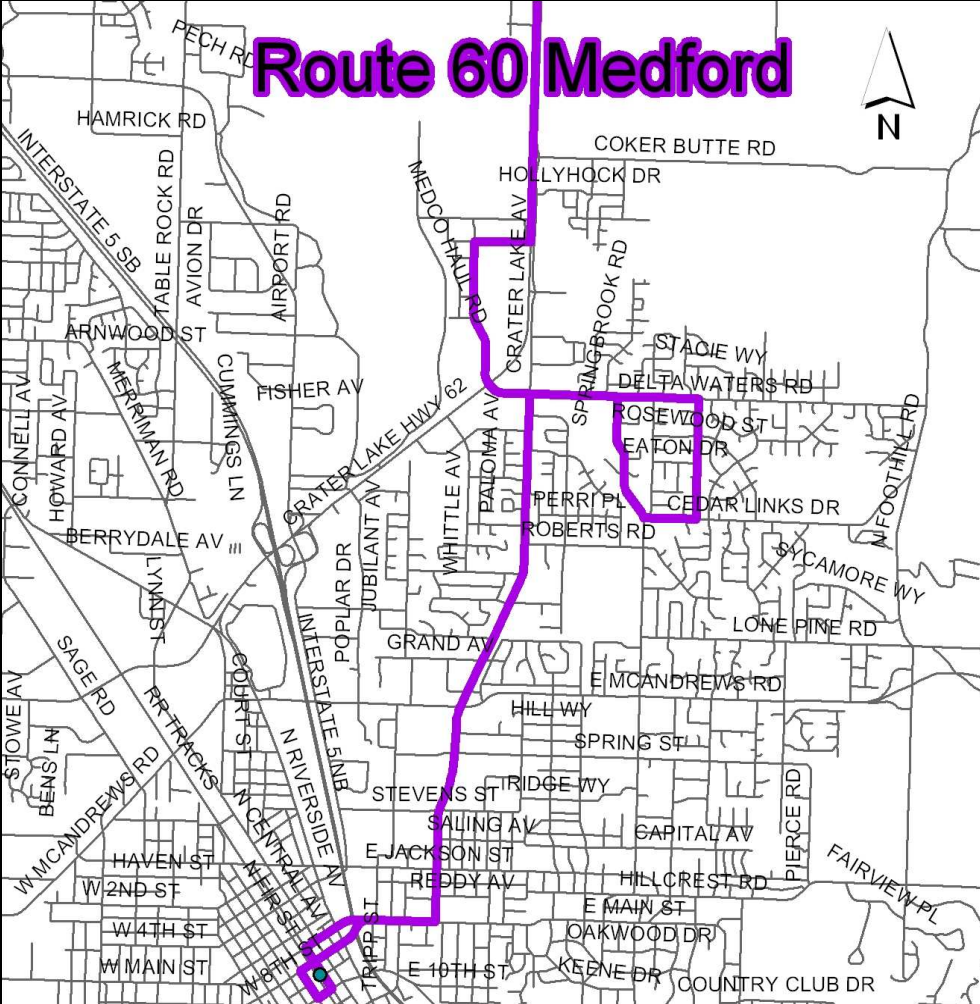 PECH RD
Route 60 Medford
N
HAMRICK RD
COKER BUTTE RD
INTERSTATE 5 SB
HOLLYHOCK DR
TABLE ROCK RD
MEDCO HAUL RD
AVION DR
AIRPORT RD
CRATER LAKE AV
SPRINGBROOK RD
ARNWOOD ST
STACIE WY
CONNELL AV
HOWARD AV
MERRIMAN RD
CUMMINGS LN
FISHER AV
CRATER LAKE HWY 62
DELTA WATERS RD
PALOMA AV
ROSEWOOD ST
N FOOTHILL RD
EATON DR
WHITTLE AV
JUBILANT AV
PERRI PL
CEDAR LINKS DR
BERRYDALE AV
ROBERTS RD
LYNN ST
POPLAR DR
SYCAMORE WY
GRAND AV
LONE PINE RD
SAGE RD
COURT ST
INTERSTATE 5 NB
STOWE AV
RR TRACKS
E MCANDREWS RD
HILL WY
BENS LN
N RIVERSIDE AV
SPRING ST
W MCANDREWS RD
RIDGE WY
STEVENS ST
PIERCE RD
N CENTRAL AV
SALING AV
CAPITAL AV
HAVEN ST
E JACKSON ST
FAIRVIEW PL
W 2ND ST
N FIR ST
REDDY AV
HILLCREST RD
E MAIN ST
W 4TH ST
TRIPP ST
OAKWOOD DR
W MAIN ST
W 8TH ST
E 10TH ST
KEENE DR
COUNTRY CLUB DR